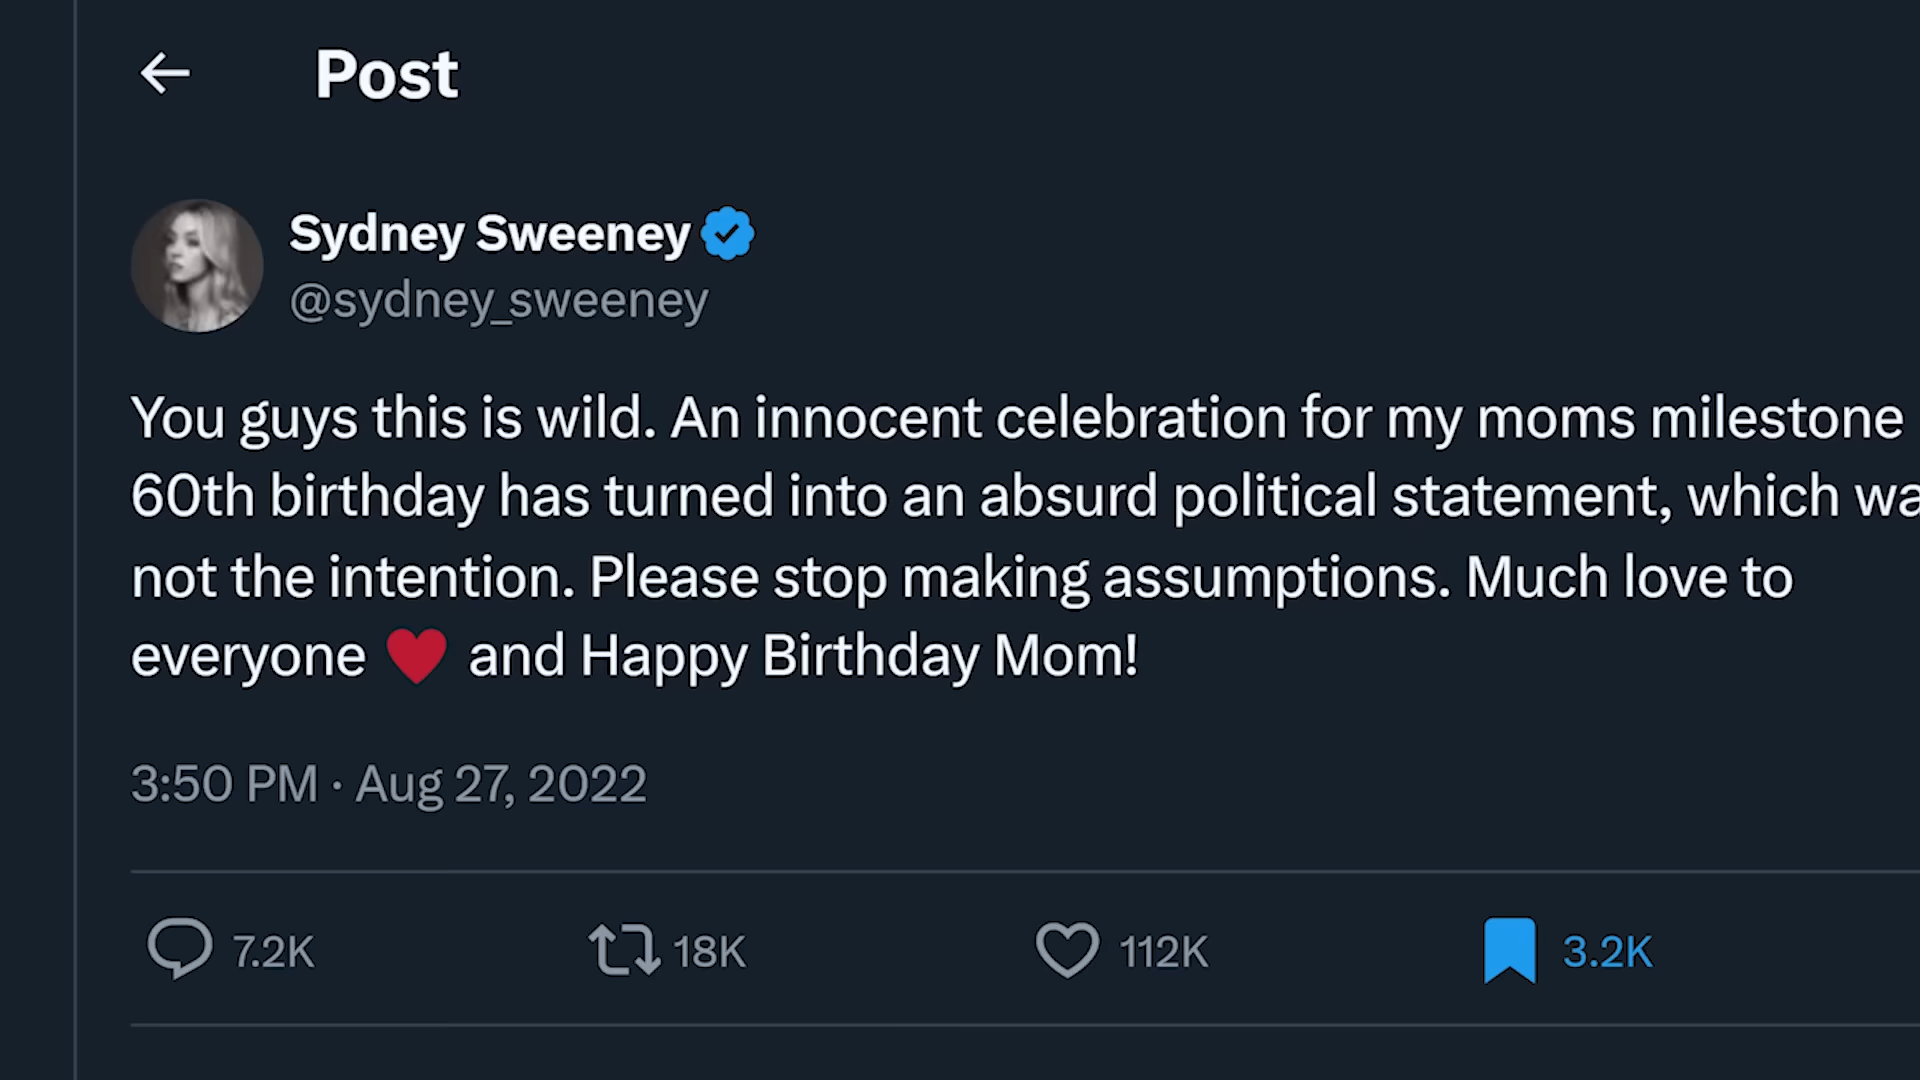 Post
Sydney Sweeney
@sydney_sweeney
You guys this is wild. An innocent celebration for my moms milestone
60th birthday has turned into an absurd political statement, which wa
not the intention. Please stop making assumptions. Much love to
everyone ❤️ and Happy Birthday Mom!
3:50 PM · Aug 27, 2022
7.2K 18K 112K 3.2K